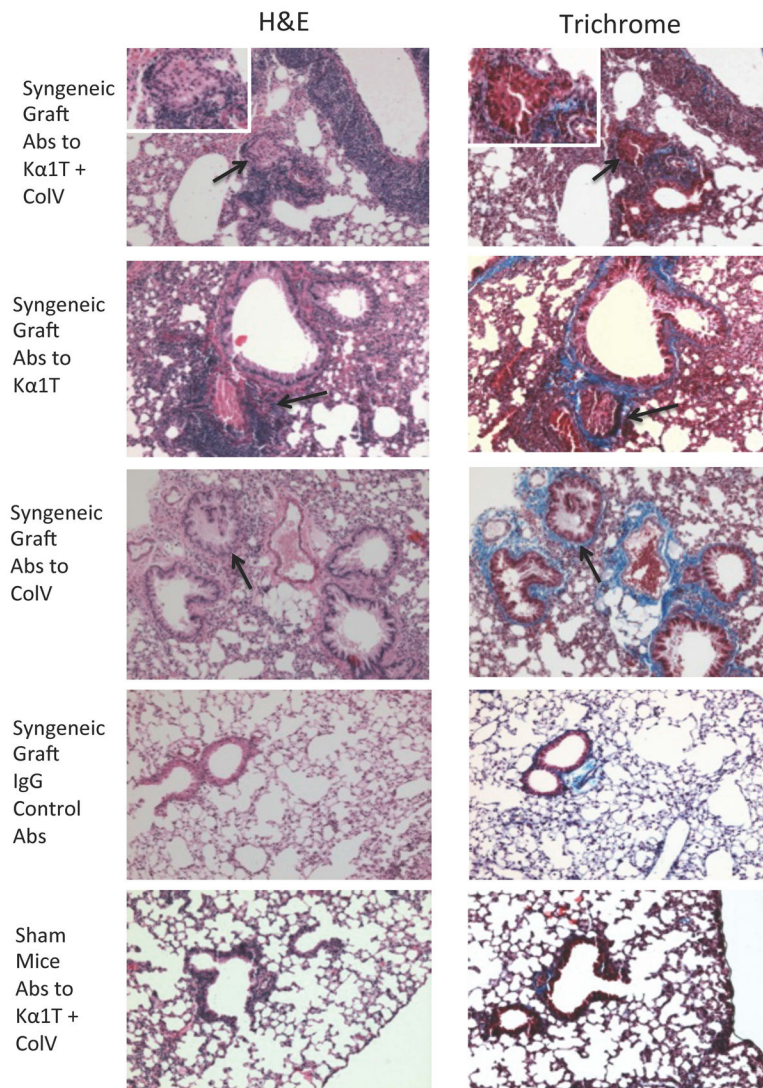 H&E
Trichrome
Syngeneic
Graft
Abs to
Kα1T +
ColV
Syngeneic
Graft
Abs to
Kα1T
Syngeneic
Graft
Abs to
ColV
Syngeneic
Graft
IgG
Control
Abs
Sham
Mice
Abs to
Kα1T +
ColV